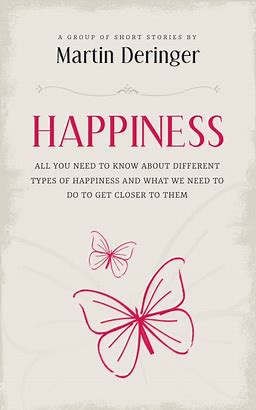 A GROUP OF SHORT STORIES BY
Martin Deringer
HAPPINESS
ALL YOU NEED TO KNOW ABOUT DIFFERENT
TYPES OF HAPPINESS AND WHAT WE NEED TO
DO TO GET CLOSER TO THEM